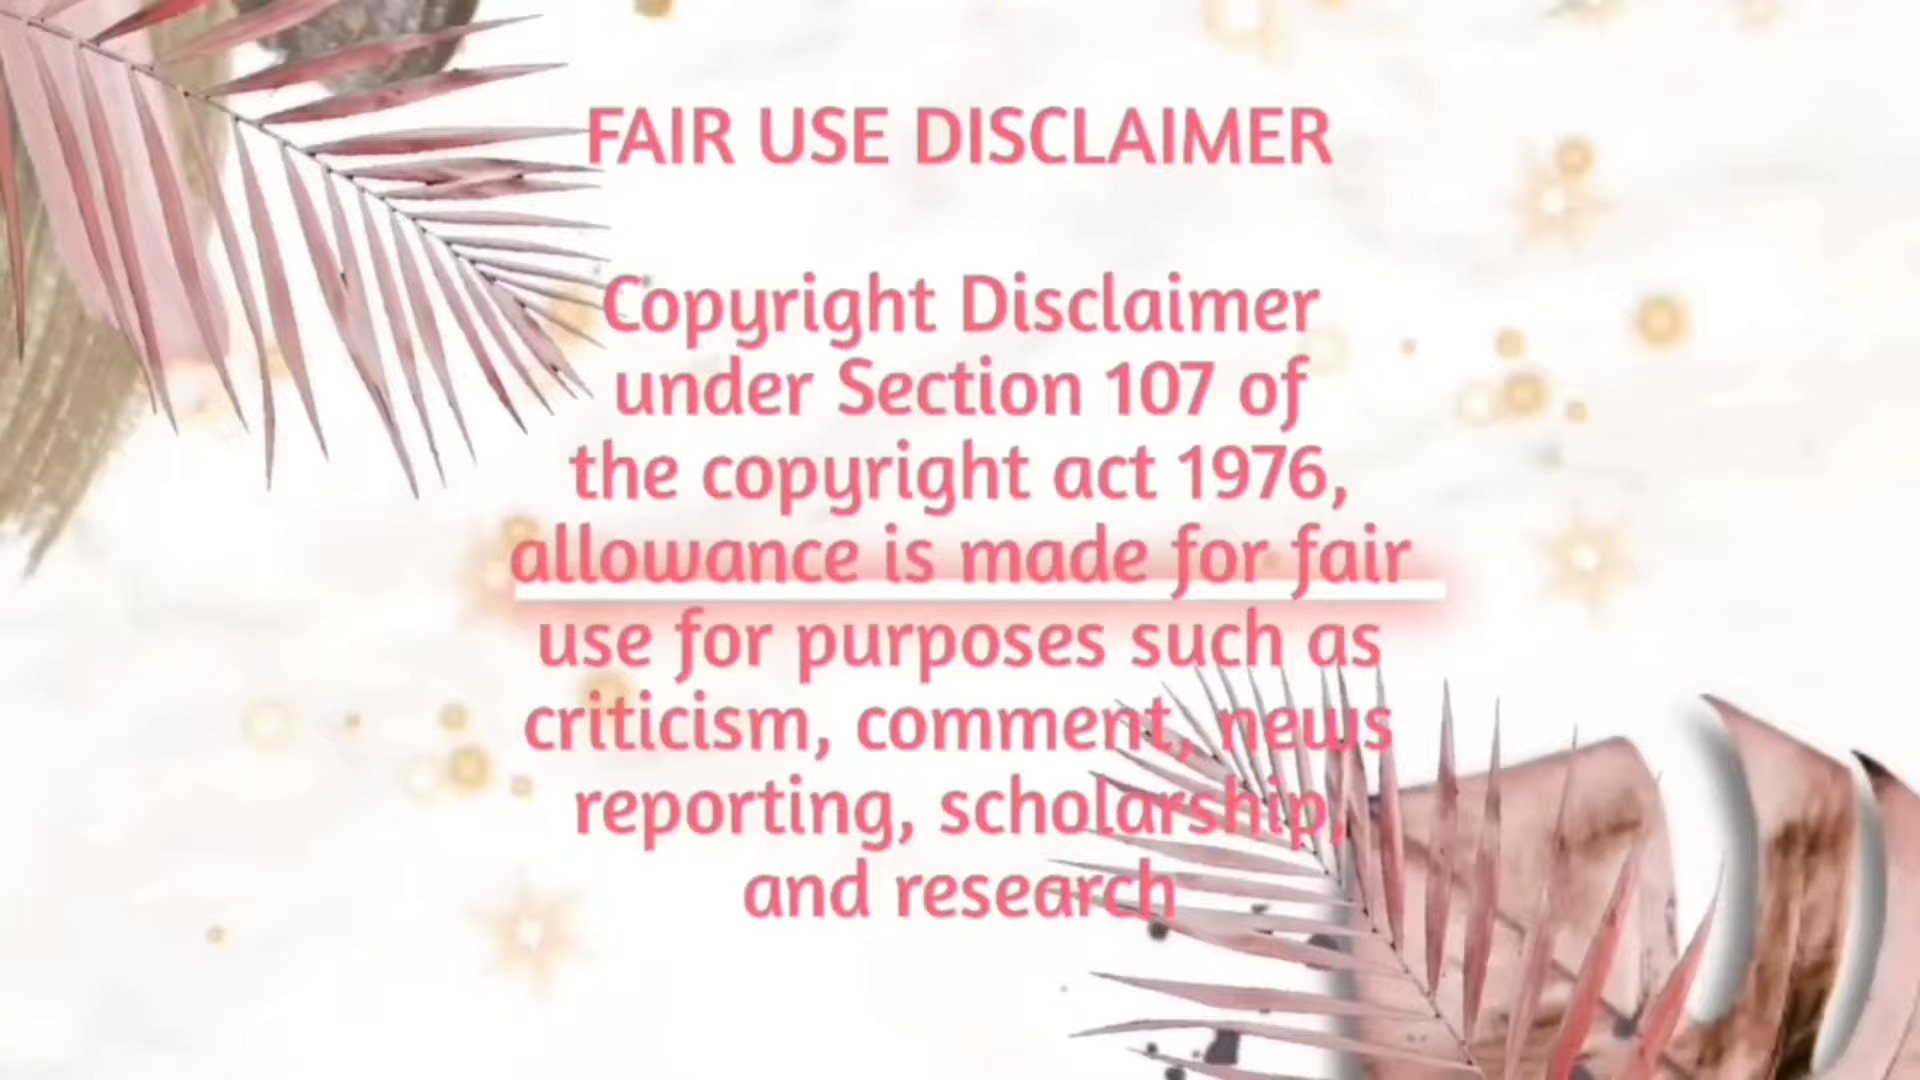 FAIR USE DISCLAIMER
Copyright Disclaimer
under Section 107 of
the copyright act 1976,
allowance is made for fair
use for purposes such as
criticism, comment, news
reporting, scholarship,
and research